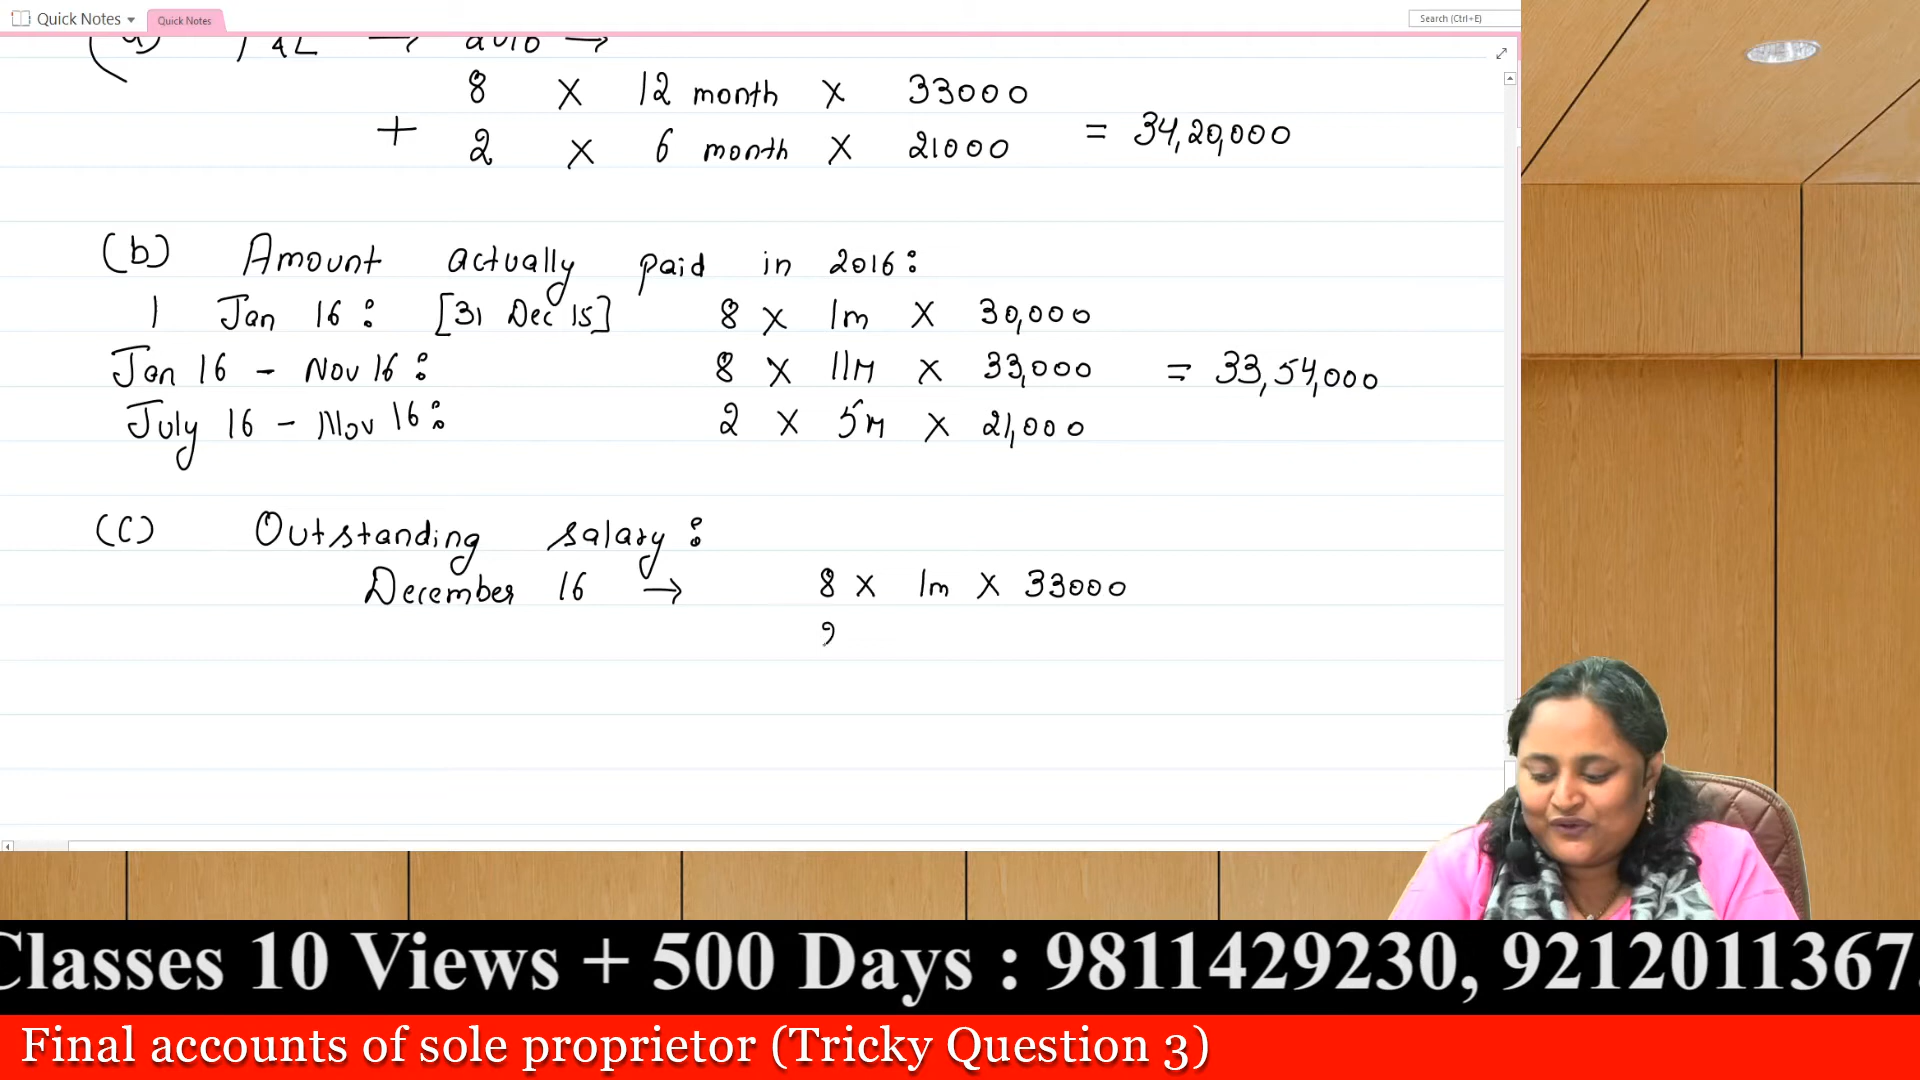 Quick Notes
Quick Notes
Search (Ctrl+E)
(a) P&L → 2016 →
8 X 12 month X 33000
+ 2 X 6 month X 21000 = 34,20,000
(b) Amount actually paid in 2016:
1 Jan 16: [31 Dec 15] 8 X 1m X 30,000
Jan 16 - Nov 16: 8 X 11M X 33,000 = 33,54,000
July 16 - Nov 16: 2 X 5M X 21,000
(C) Outstanding salary:
December 16 → 8 X 1m X 33000
2
Classes 10 Views + 500 Days : 9811429230, 9212011367
Final accounts of sole proprietor (Tricky Question 3)